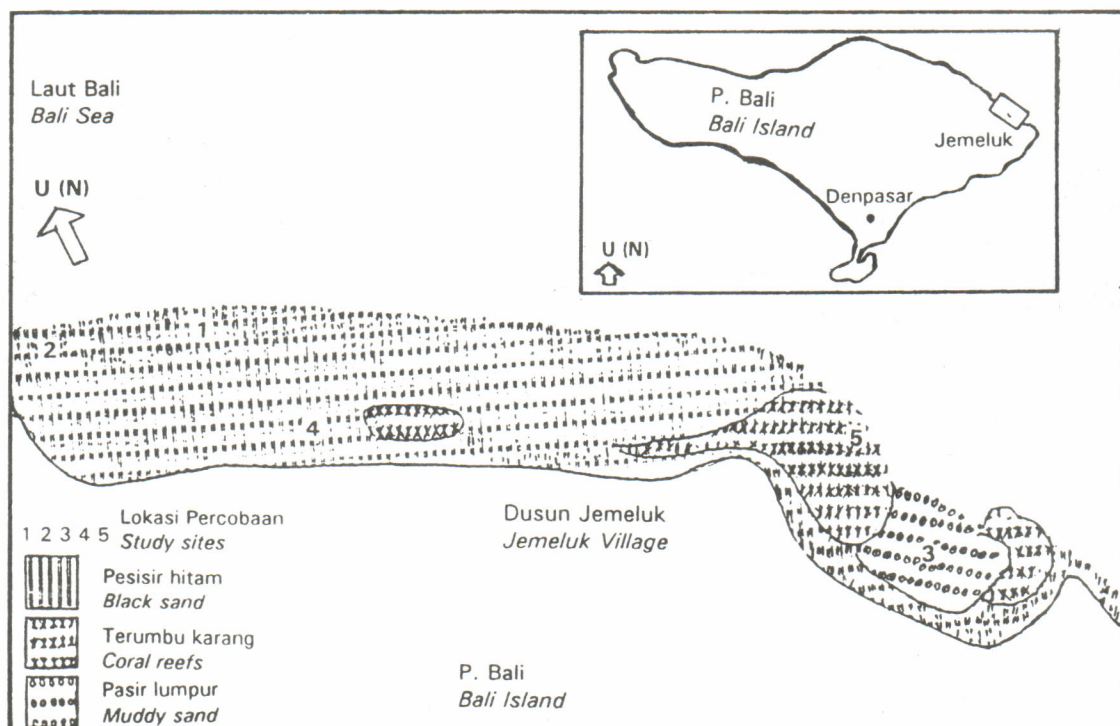 Laut Bali
Bali Sea
U (N)
P. Bali
Bali Island
Jemeluk
Denpasar
U (N)
1
2
4
5
3
Dusun Jemeluk
Jemeluk Village
1 2 3 4 5
Lokasi Percobaan
Study sites
Pesisir hitam
Black sand
Terumbu karang
Coral reefs
Pasir lumpur
Muddy sand
P. Bali
Bali Island